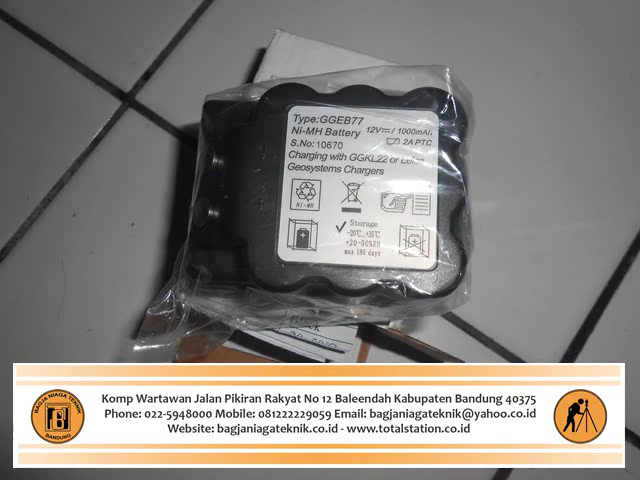 Type:GGEB77
Ni-MH Battery 12V⎓/1000mAh
S.No:10670 2A PTC
Charging with GGKL22 or Leica
Geosystems Chargers
Ni-MH
Storage
-20℃...+35℃
+20-90%RH
max 180 days
BAGJA NIAGA TEKNIK
BANDUNG
Komp Wartawan Jalan Pikiran Rakyat No 12 Baleendah Kabupaten Bandung 40375
Phone: 022-5948000 Mobile: 081222229059 Email: bagjaniagateknik@yahoo.co.id
Website: bagjaniagateknik.co.id - www.totalstation.co.id